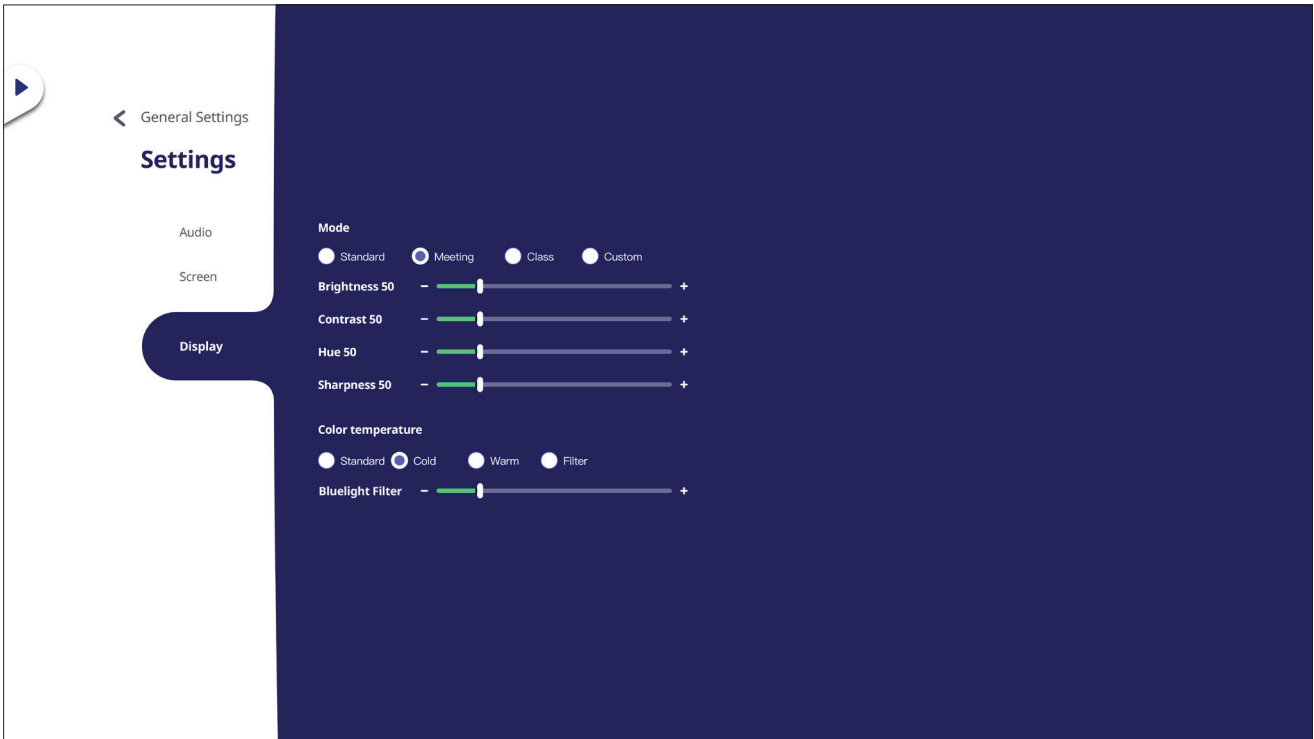 General Settings
Settings
Audio
Screen
Display
Mode
Standard Meeting Class Custom
Brightness 50 - +
Contrast 50 - +
Hue 50 - +
Sharpness 50 - +
Color temperature
Standard Cold Warm Filter
Bluelight Filter - +